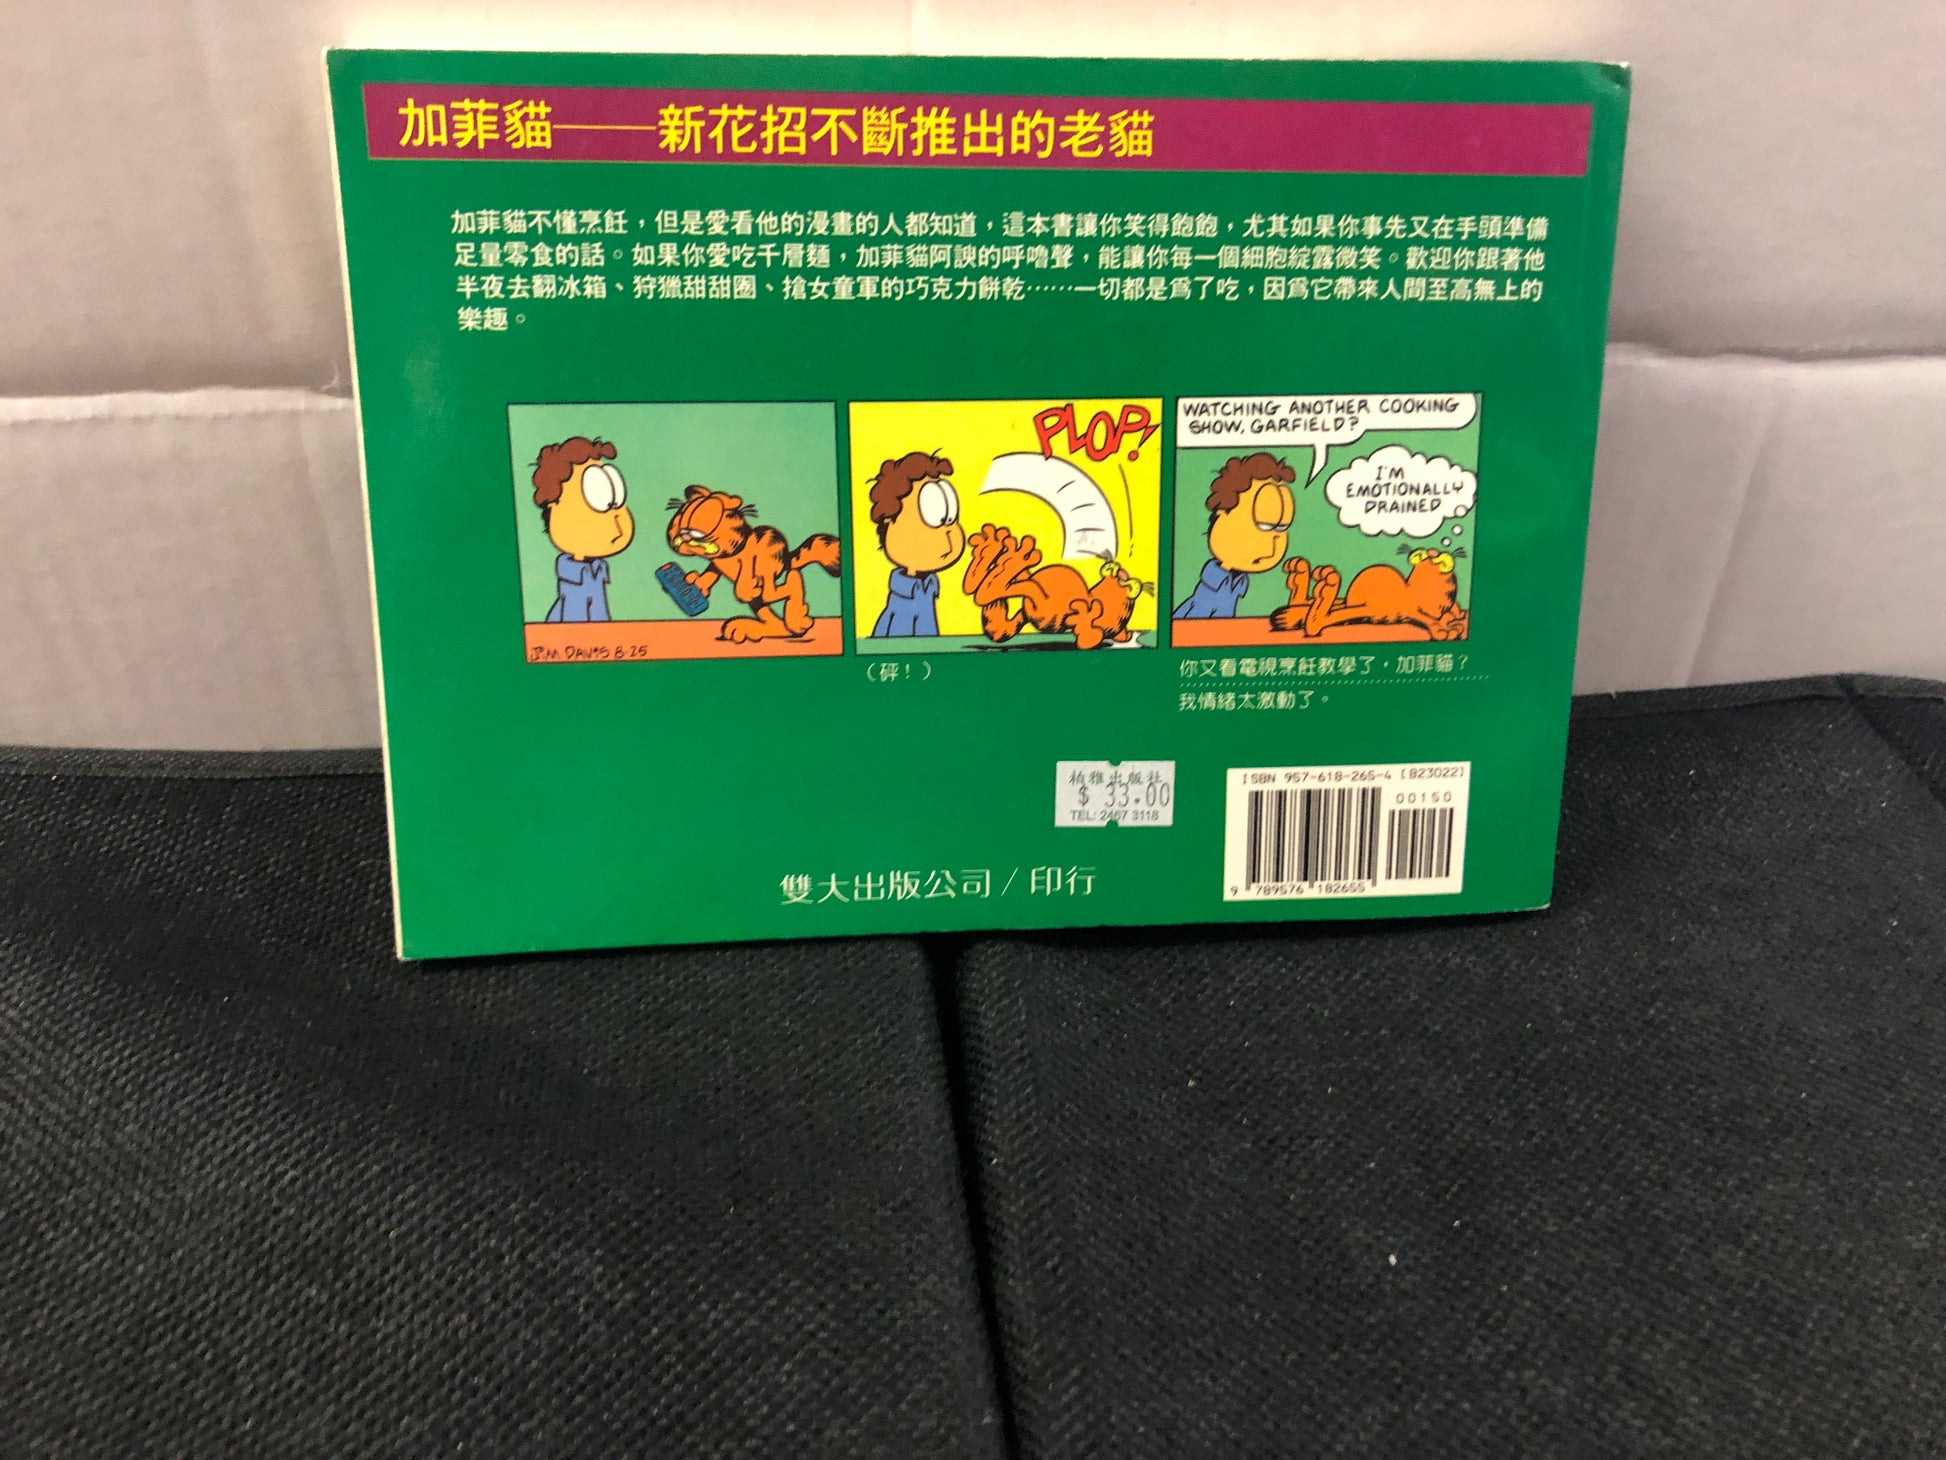 加菲貓——新花招不斷推出的老貓
加菲貓不懂烹飪，但是愛看他的漫畫的人都知道，這本書讓你笑得飽飽，尤其如果你事先又在手頭準備
足量零食的話。如果你愛吃千層麵，加菲貓阿諛的呼嚕聲，能讓你每一個細胞綻露微笑。歡迎你跟著他
半夜去翻冰箱、狩獵甜甜圈、搶女童軍的巧克力餅乾……一切都是爲了吃，因爲它帶來人間至高無上的
樂趣。
JIM DAVIS 8-25
PLOP!
WATCHING ANOTHER COOKING
SHOW, GARFIELD?
I'M
EMOTIONALLY
DRAINED
（砰！）
你又看電視烹飪教學了，加菲貓？
我情緒太激動了。
柏雅出版社
$ 33.00
TEL: 2467 3118
ISBN 957-618-265-4 [823022]
00150
9 789576 182655
雙大出版公司／印行